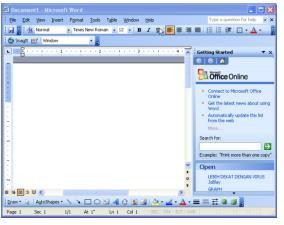 Document1 - Microsoft Word
File Edit View Insert Format Tools Table Window Help Type a question for help
Normal Times New Roman 12 B I U
SnagIt Window
Getting Started
Office Online
Connect to Microsoft Office Online
Get the latest news about using Word
Automatically update this list from the web
More...
Search for:
Example: "Print more than one copy"
Open
LEBIH DEKAT DENGAN VIRUS
Jafiley
GRAPH
Draw AutoShapes
Page 1 Sec 1 1/1 At 1" Ln 1 Col 1 REC TRK EXT OVR